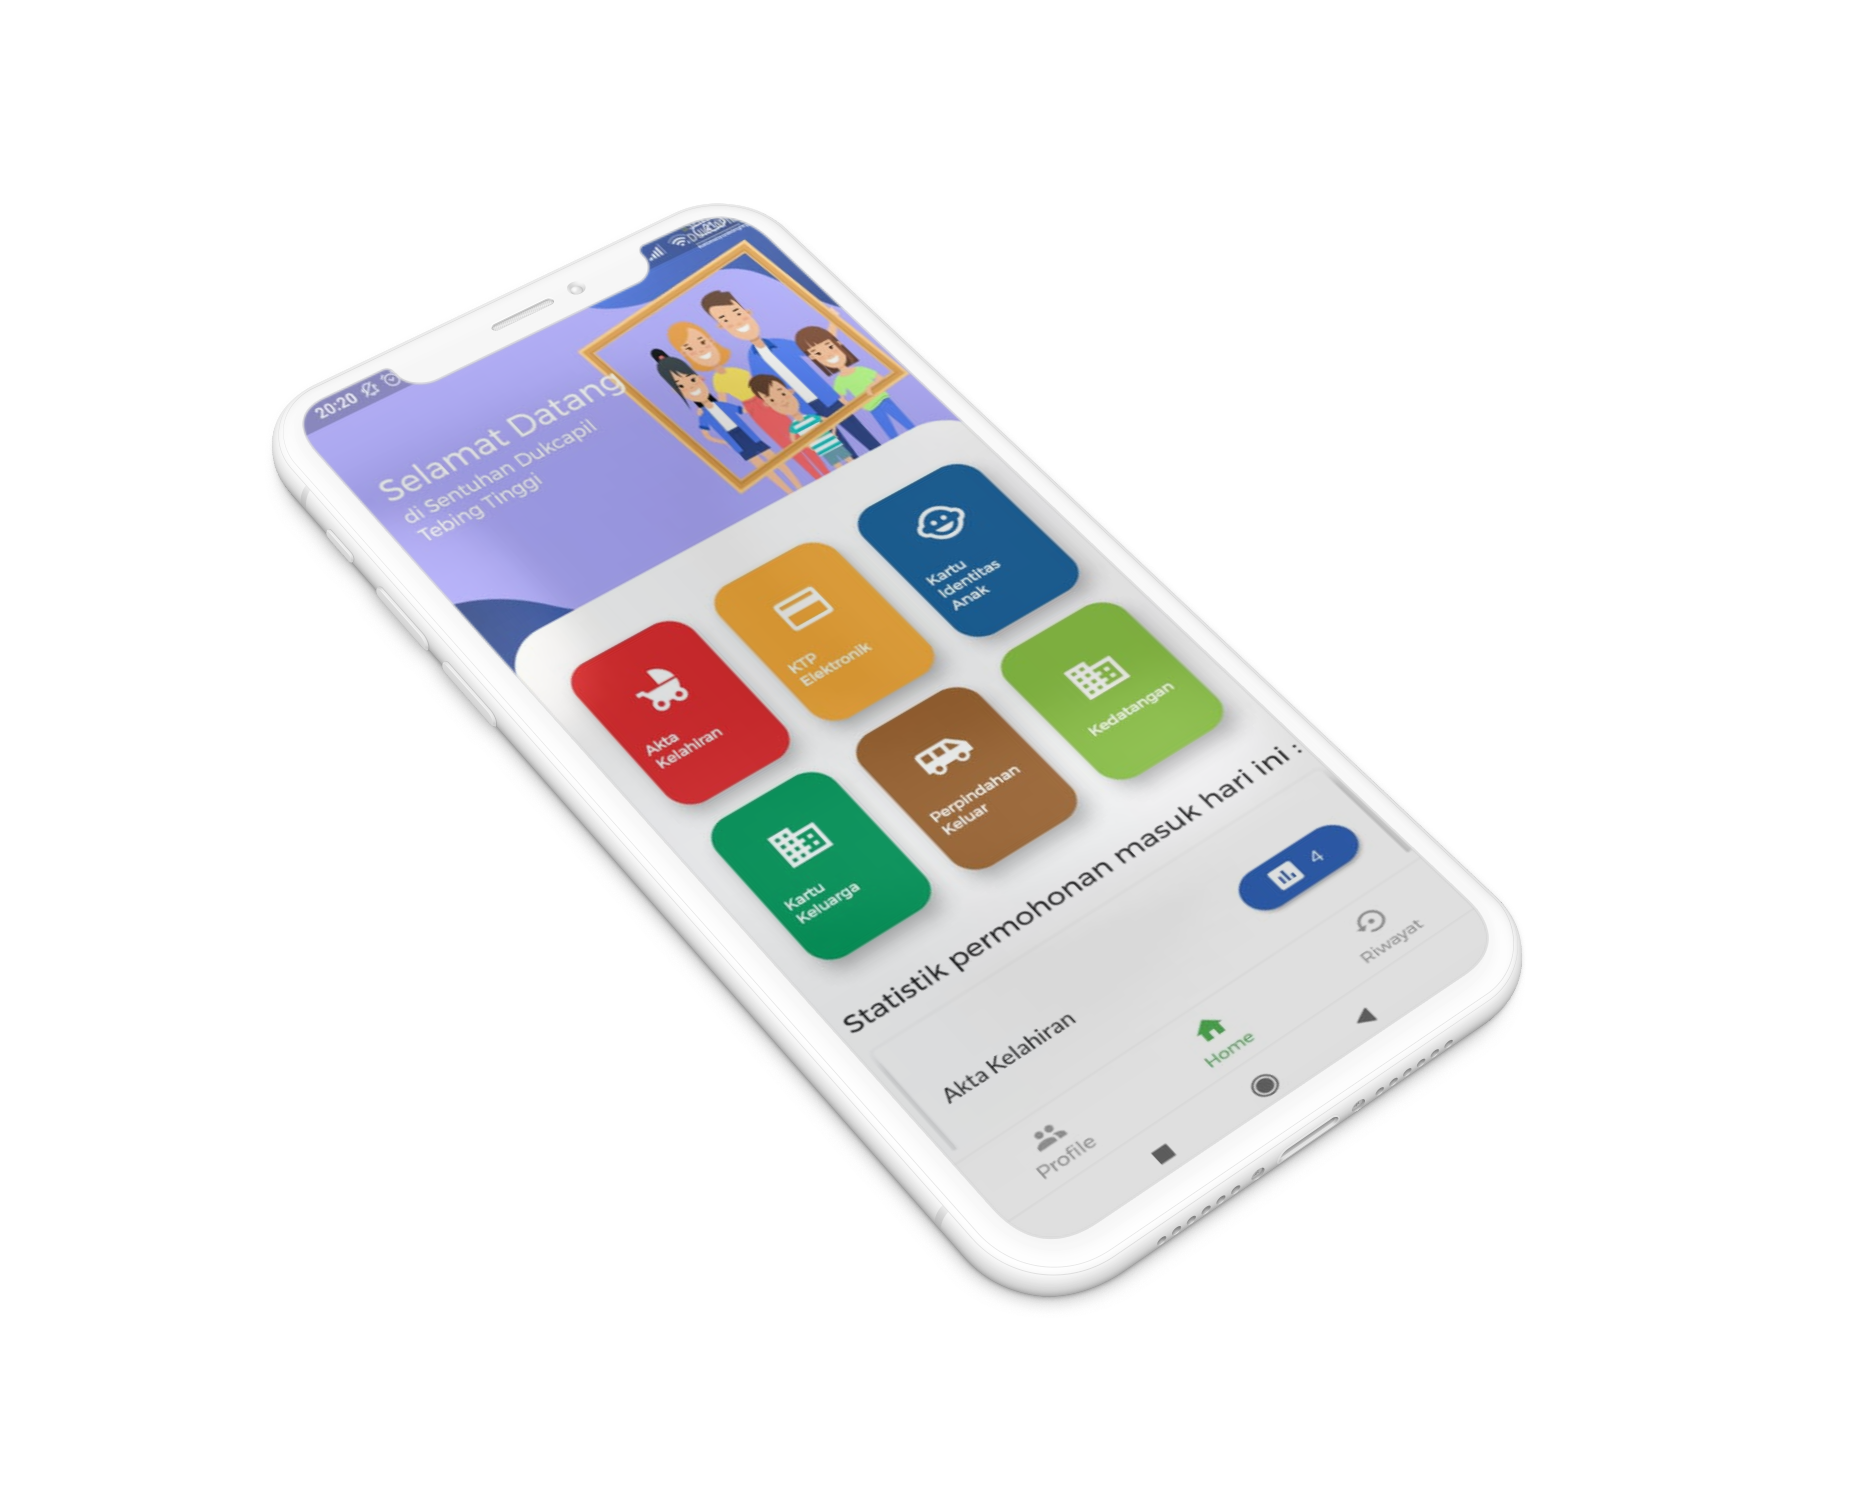 20:20
Selamat Datang
di Sentuhan Dukcapil
Tebing Tinggi
Akta
Kelahiran
KTP
Elektronik
Kartu
Identitas
Anak
Kartu
Keluarga
Perpindahan
Keluar
Kedatangan
Statistik permohonan masuk hari ini :
Akta Kelahiran
4
Profile
Home
Riwayat